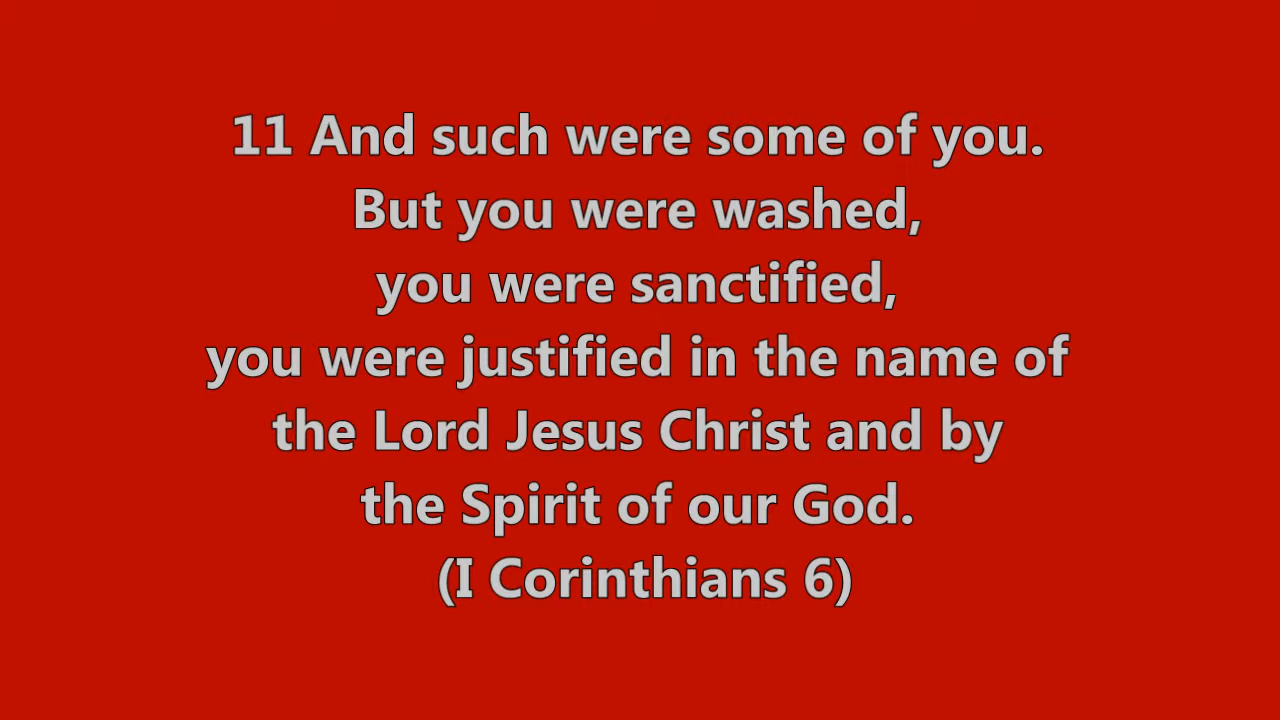 11 And such were some of you.
But you were washed,
you were sanctified,
you were justified in the name of
the Lord Jesus Christ and by
the Spirit of our God.
(I Corinthians 6)